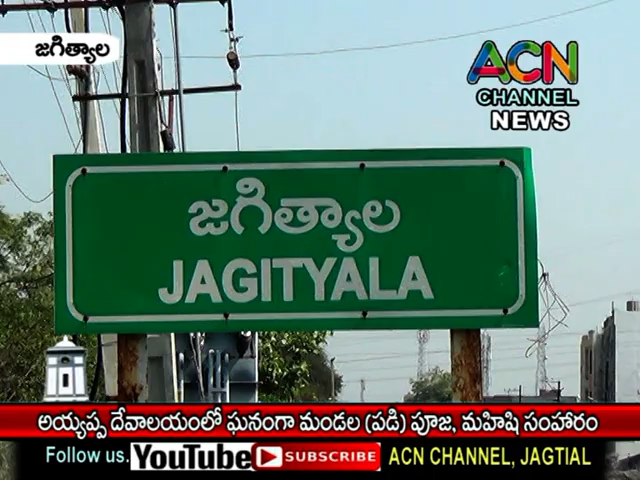 జగిత్యాల
ACN
CHANNEL
NEWS
జగిత్యాల
JAGITYALA
అయ్యప్ప దేవాలయంలో ఘనంగా మండల (పడి) పూజ, మహిషి సంహారం
Follow us. YouTube SUBSCRIBE ACN CHANNEL, JAGTIAL